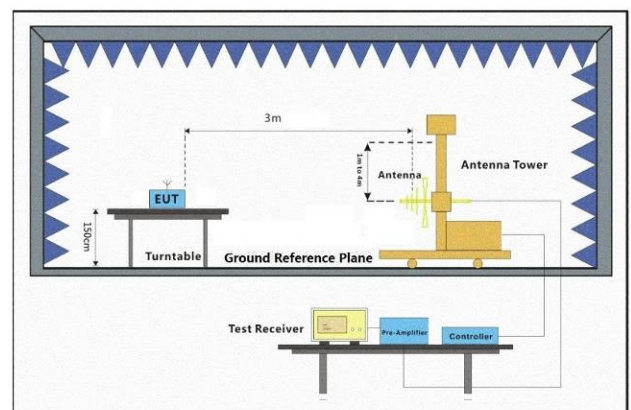 3m
1m to 4m
Antenna
Antenna Tower
EUT
150cm
Turntable
Ground Reference Plane
Test Receiver
Pre-Amplifier
Controller